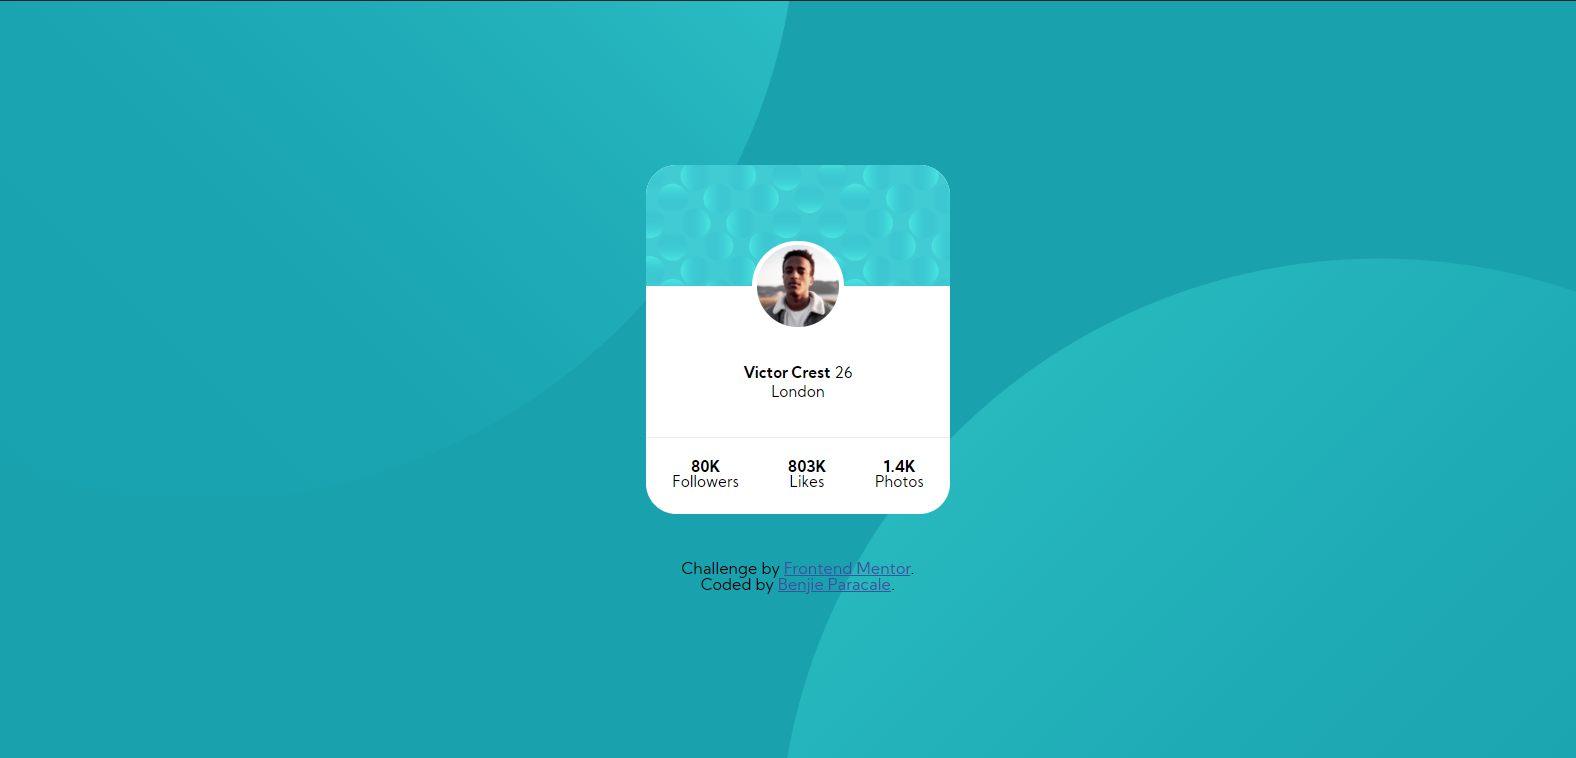 Victor Crest 26
London
80K
Followers
803K
Likes
1.4K
Photos
Challenge by Frontend Mentor.
Coded by Benjie Paracale.